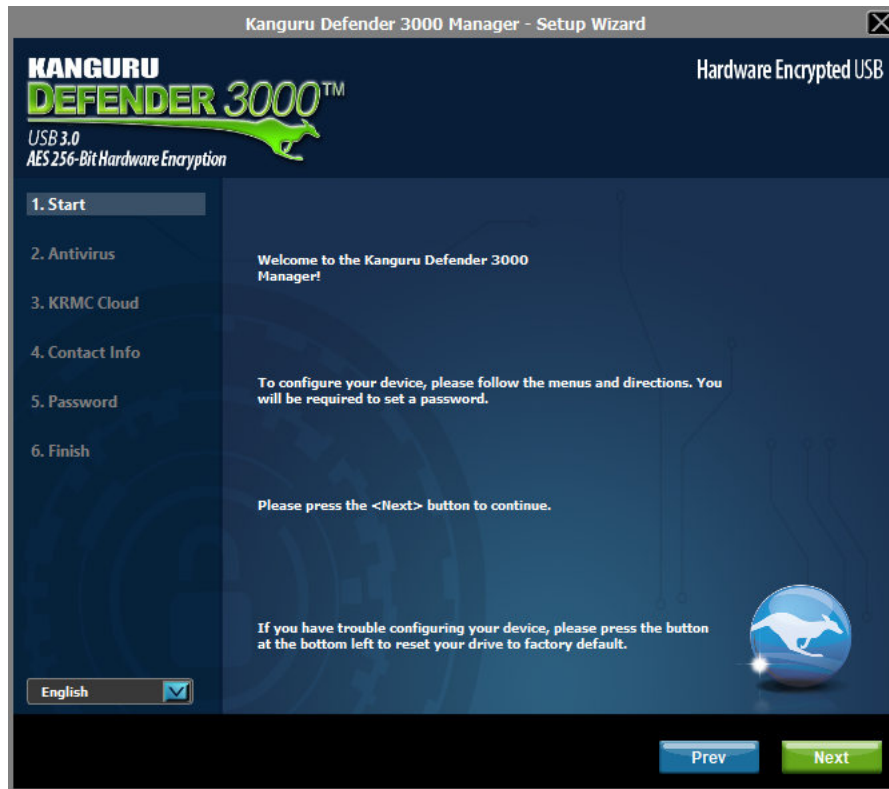 Kanguru Defender 3000 Manager - Setup Wizard
KANGURU
DEFENDER 3000™
USB 3.0
AES 256-Bit Hardware Encryption
Hardware Encrypted USB
1. Start
2. Antivirus
3. KRMC Cloud
4. Contact Info
5. Password
6. Finish
Welcome to the Kanguru Defender 3000
Manager!
To configure your device, please follow the menus and directions. You
will be required to set a password.
Please press the <Next> button to continue.
If you have trouble configuring your device, please press the button
at the bottom left to reset your drive to factory default.
English
Prev
Next